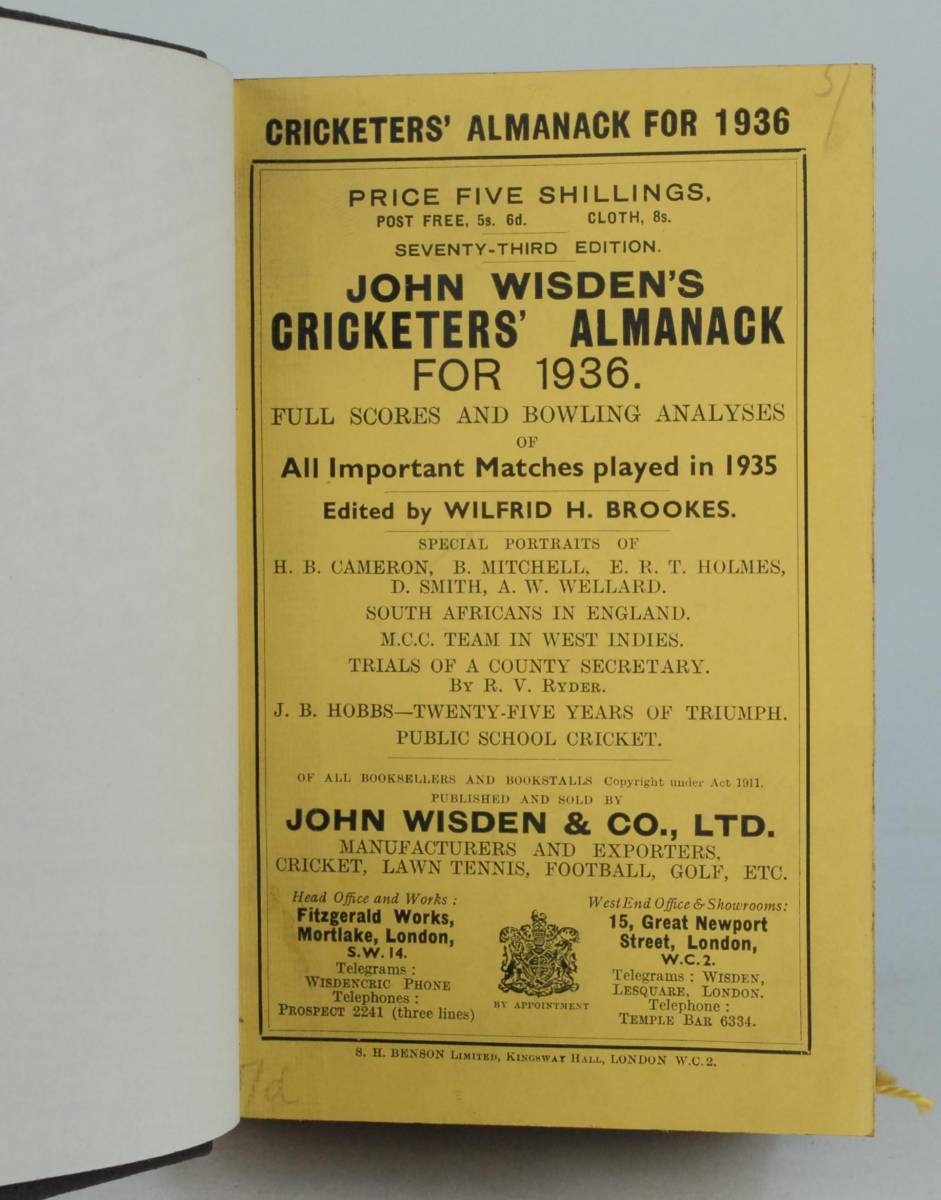 5/
CRICKETERS' ALMANACK FOR 1936
PRICE FIVE SHILLINGS,
POST FREE, 5s. 6d. CLOTH, 8s.
SEVENTY-THIRD EDITION.
JOHN WISDEN'S
CRICKETERS' ALMANACK
FOR 1936.
FULL SCORES AND BOWLING ANALYSES
OF
All Important Matches played in 1935
Edited by WILFRID H. BROOKES.
SPECIAL PORTRAITS OF
H. B. CAMERON, B. MITCHELL, E. R. T. HOLMES,
D. SMITH, A. W. WELLARD.
SOUTH AFRICANS IN ENGLAND.
M.C.C. TEAM IN WEST INDIES.
TRIALS OF A COUNTY SECRETARY.
BY R. V. RYDER.
J. B. HOBBS—TWENTY-FIVE YEARS OF TRIUMPH.
PUBLIC SCHOOL CRICKET.
OF ALL BOOKSELLERS AND BOOKSTALLS Copyright under Act 1911.
PUBLISHED AND SOLD BY
JOHN WISDEN & CO., LTD.
MANUFACTURERS AND EXPORTERS,
CRICKET, LAWN TENNIS, FOOTBALL, GOLF, ETC.
Head Office and Works :
Fitzgerald Works,
Mortlake, London,
S.W. 14.
Telegrams :
WISDENCRIC PHONE
Telephones :
PROSPECT 2241 (three lines)
BY APPOINTMENT
West End Office & Showrooms:
15, Great Newport
Street, London,
W.C. 2.
Telegrams : WISDEN,
LESQUARE, LONDON.
Telephone :
TEMPLE BAR 6334.
S. H. BENSON LIMITED, KINGSWAY HALL, LONDON W.C. 2.